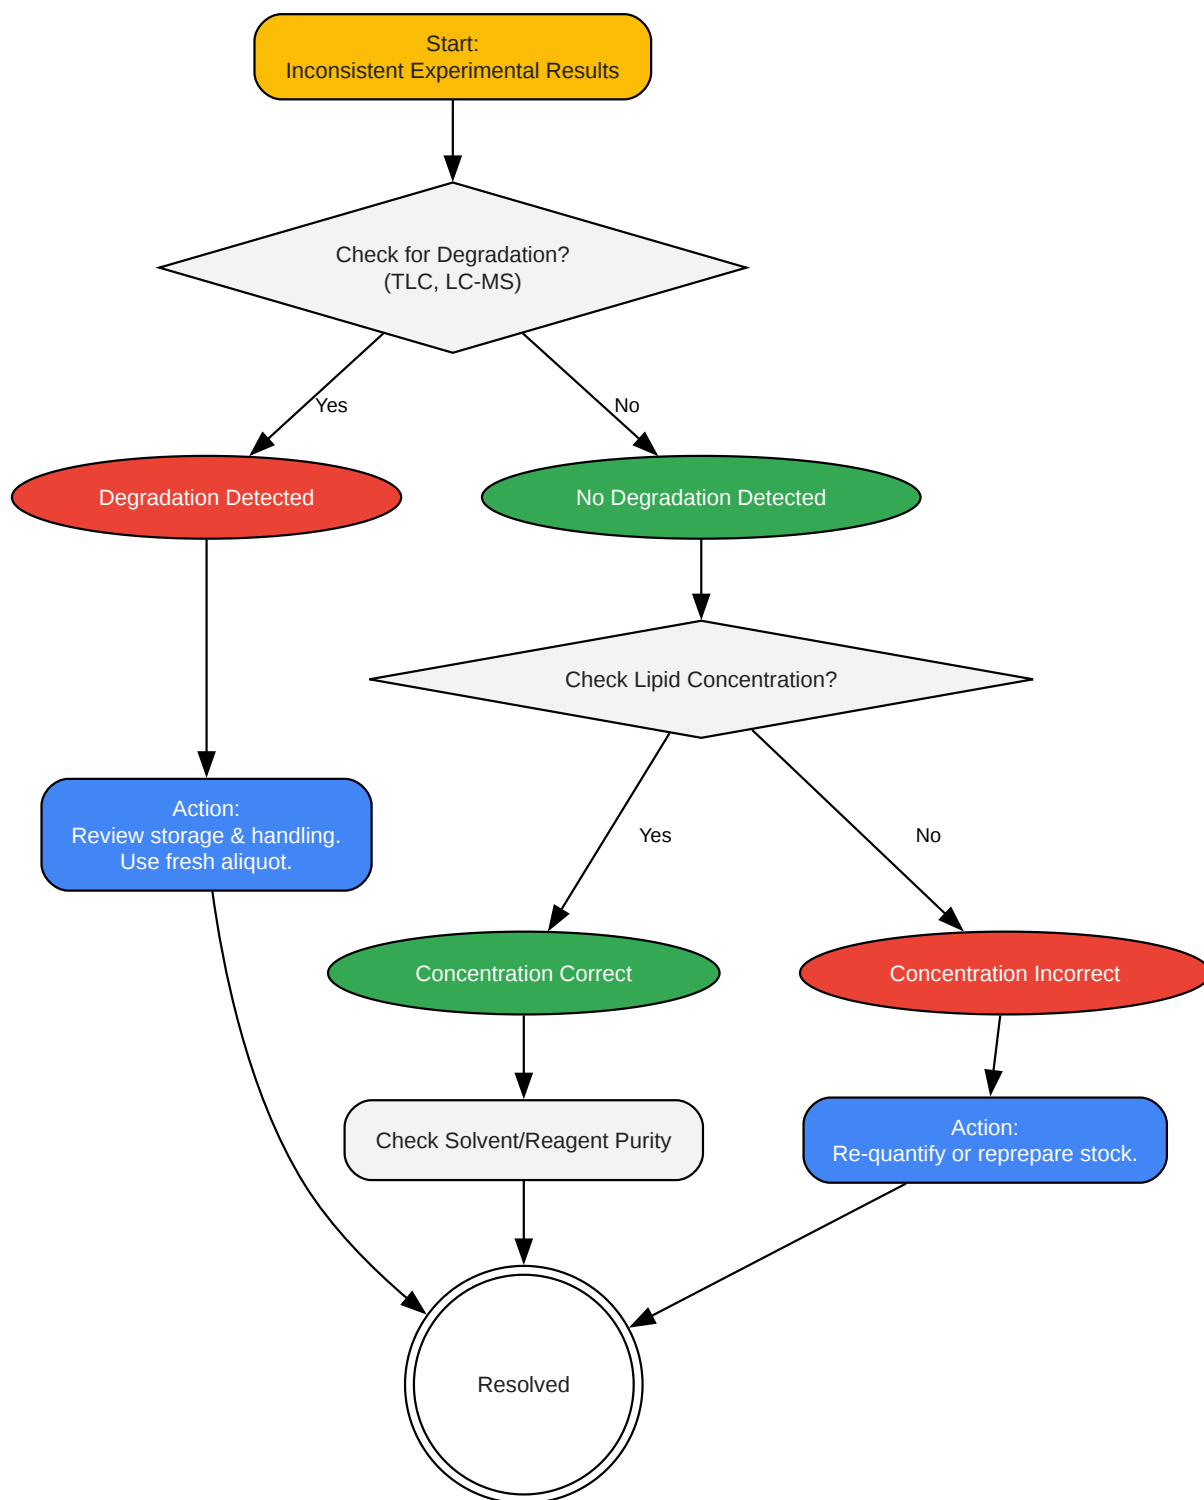 Start:
Inconsistent Experimental Results
Check for Degradation?
(TLC, LC-MS)
Yes
No
Degradation Detected
No Degradation Detected
Check Lipid Concentration?
Action:
Review storage & handling.
Use fresh aliquot.
Yes
No
Concentration Correct
Concentration Incorrect
Check Solvent/Reagent Purity
Action:
Re-quantify or reprepare stock.
Resolved